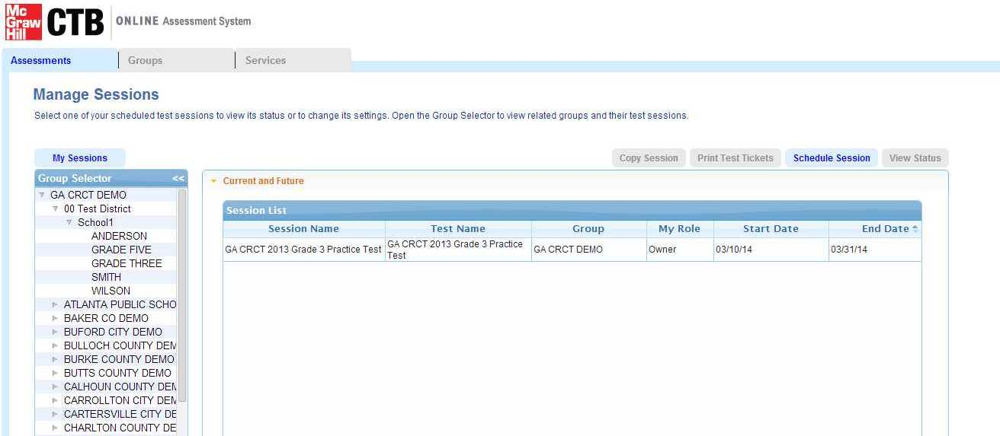 Mc
Graw
Hill
CTB
ONLINE Assessment System
Assessments
Groups
Services
Manage Sessions
Select one of your scheduled test sessions to view its status or to change its settings. Open the Group Selector to view related groups and their test sessions.
My Sessions
Copy Session
Print Test Tickets
Schedule Session
View Status
Group Selector <<
GA CRCT DEMO
00 Test District
School1
ANDERSON
GRADE FIVE
GRADE THREE
SMITH
WILSON
ATLANTA PUBLIC SCHO
BAKER CO DEMO
BUFORD CITY DEMO
BULLOCH COUNTY DEM
BURKE COUNTY DEMO
BUTTS COUNTY DEMO
CALHOUN COUNTY DEM
CARROLLTON CITY DEM
CARTERSVILLE CITY DE
CHARLTON COUNTY DE
Current and Future
Session List
Session Name Test Name Group My Role Start Date End Date
GA CRCT 2013 Grade 3 Practice Test
GA CRCT 2013 Grade 3 Practice
Test
GA CRCT DEMO
Owner
03/10/14
03/31/14